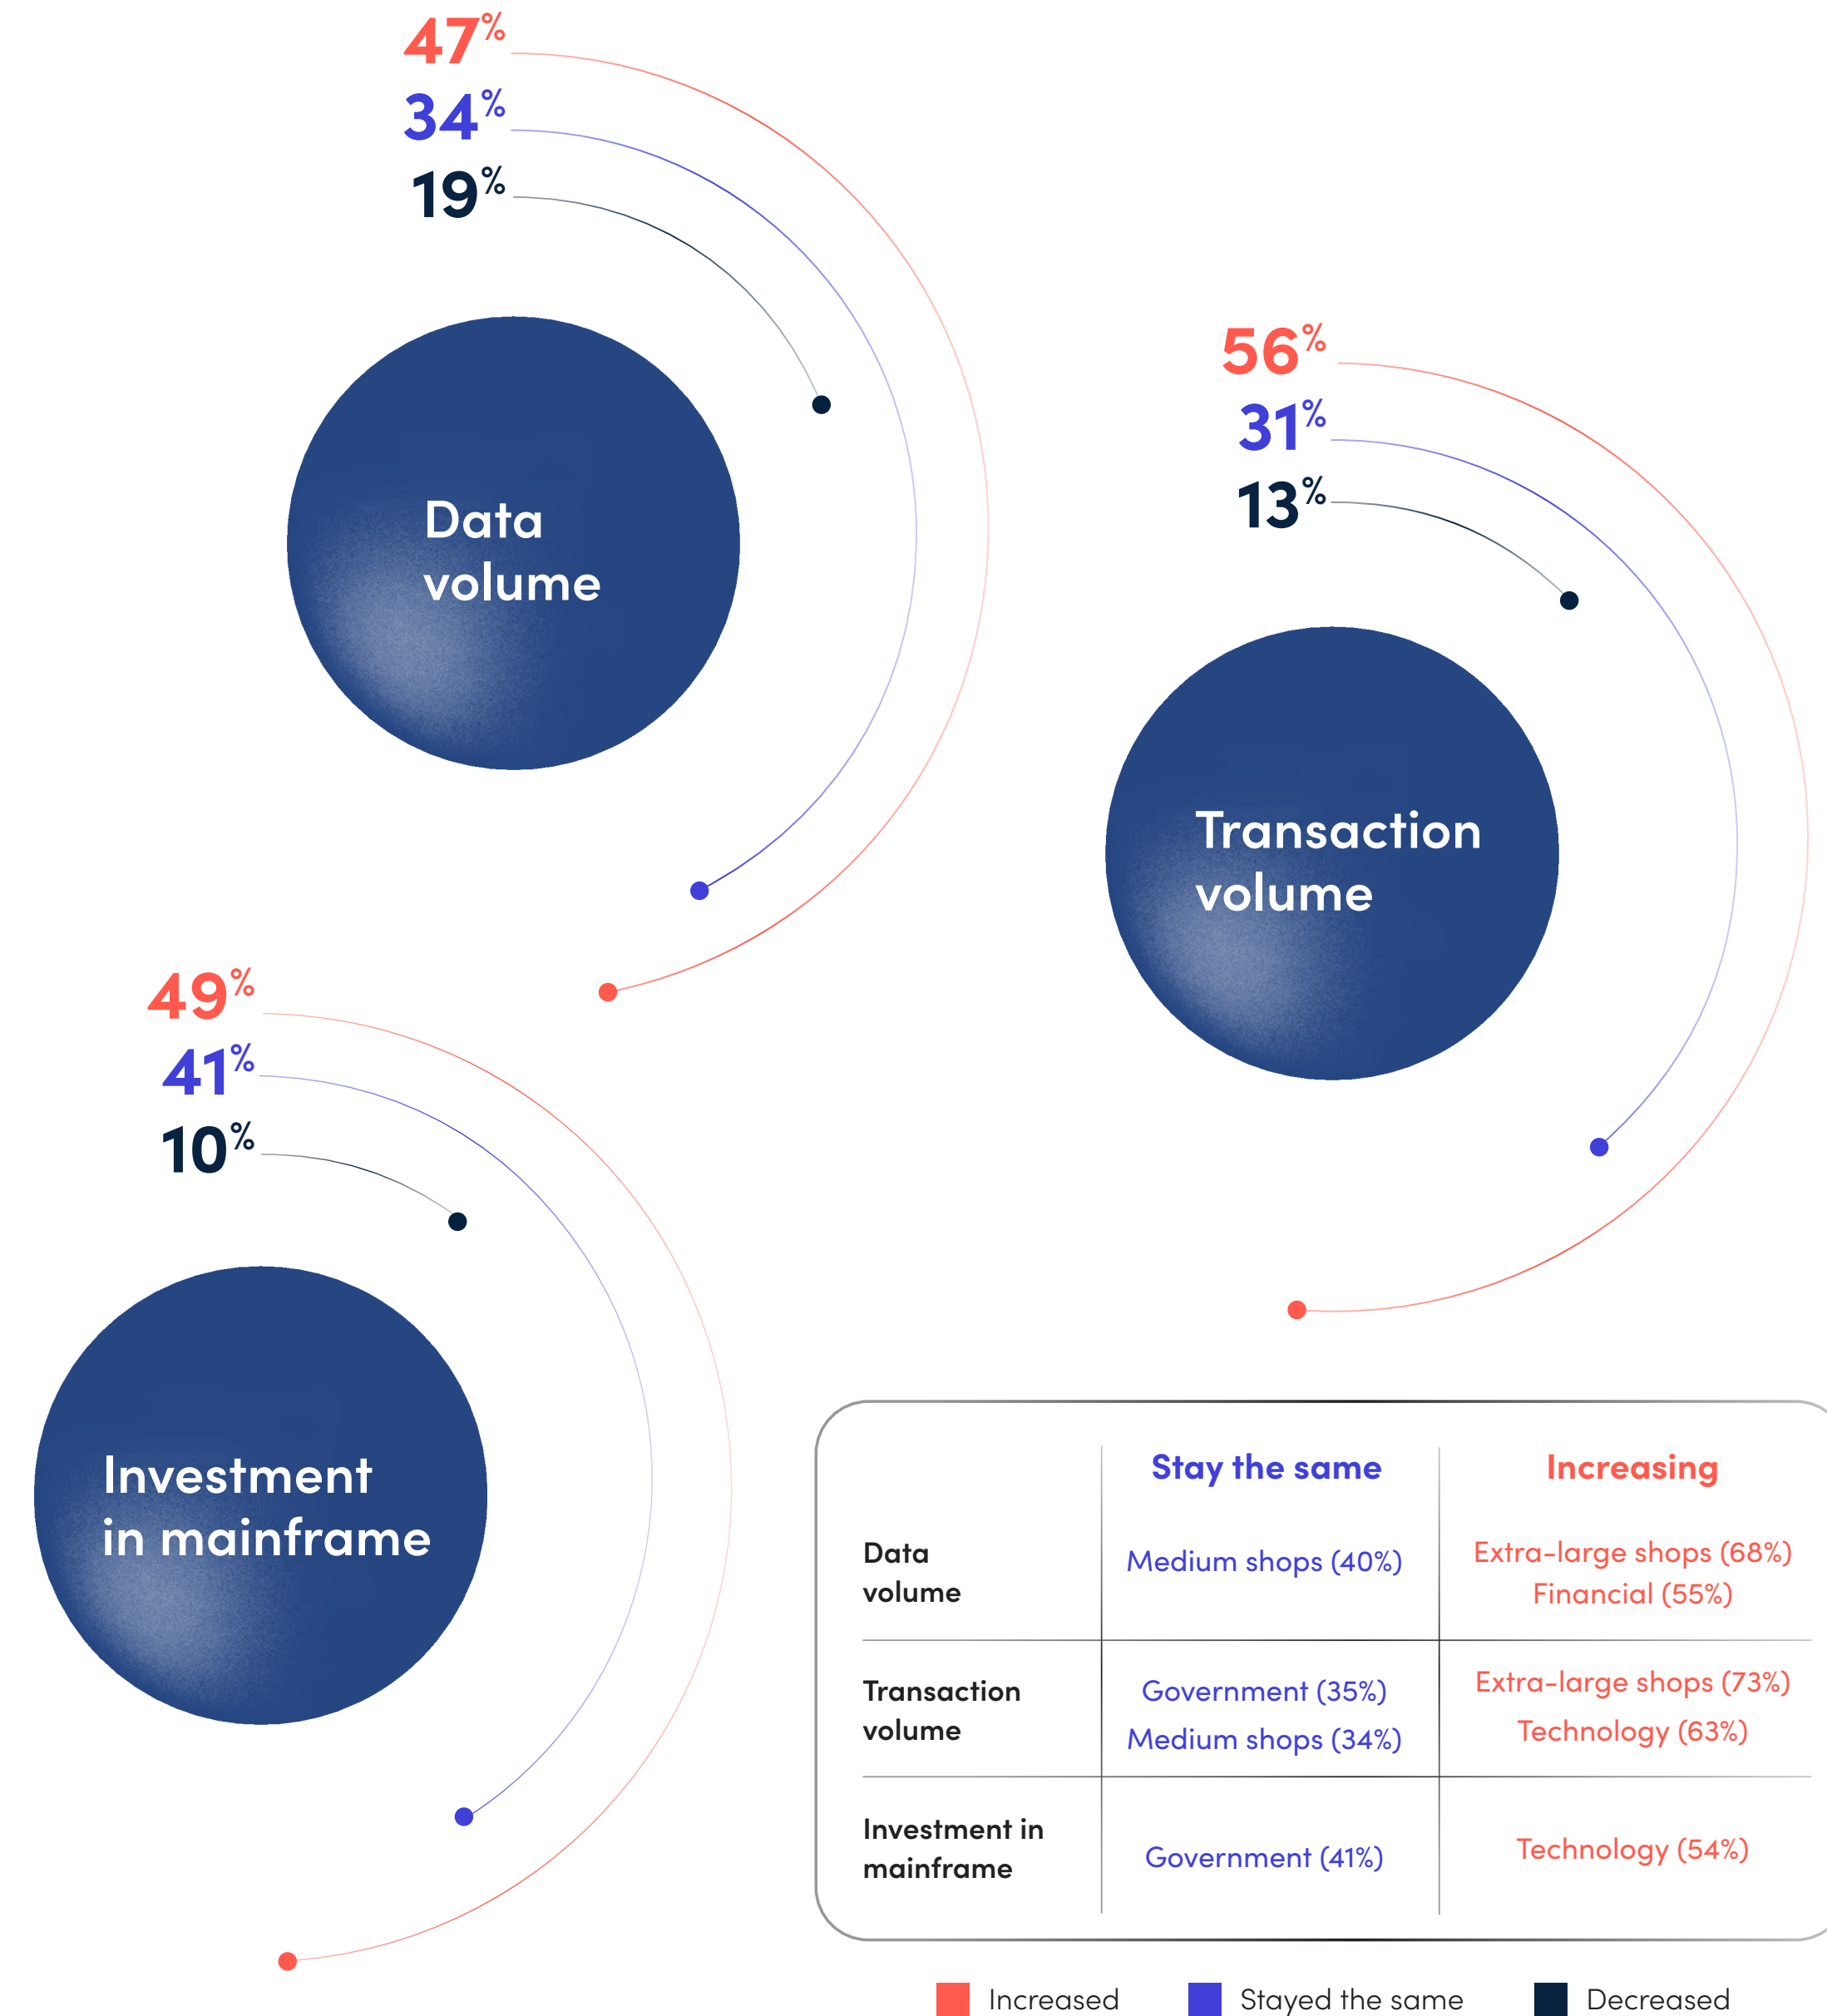 47%
34%
19%
Data
volume
56%
31%
13%
Transaction
volume
49%
41%
10%
Investment
in mainframe
Stay the same
Increasing
Data
volume
Medium shops (40%)
Extra-large shops (68%)
Financial (55%)
Transaction
volume
Government (35%)
Medium shops (34%)
Extra-large shops (73%)
Technology (63%)
Investment in
mainframe
Government (41%)
Technology (54%)
Increased
Stayed the same
Decreased